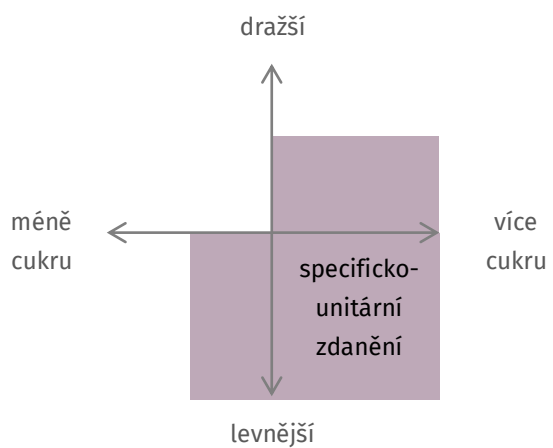 dražší
méně
cukru
více
cukru
specificko-
unitární
zdanění
levnější